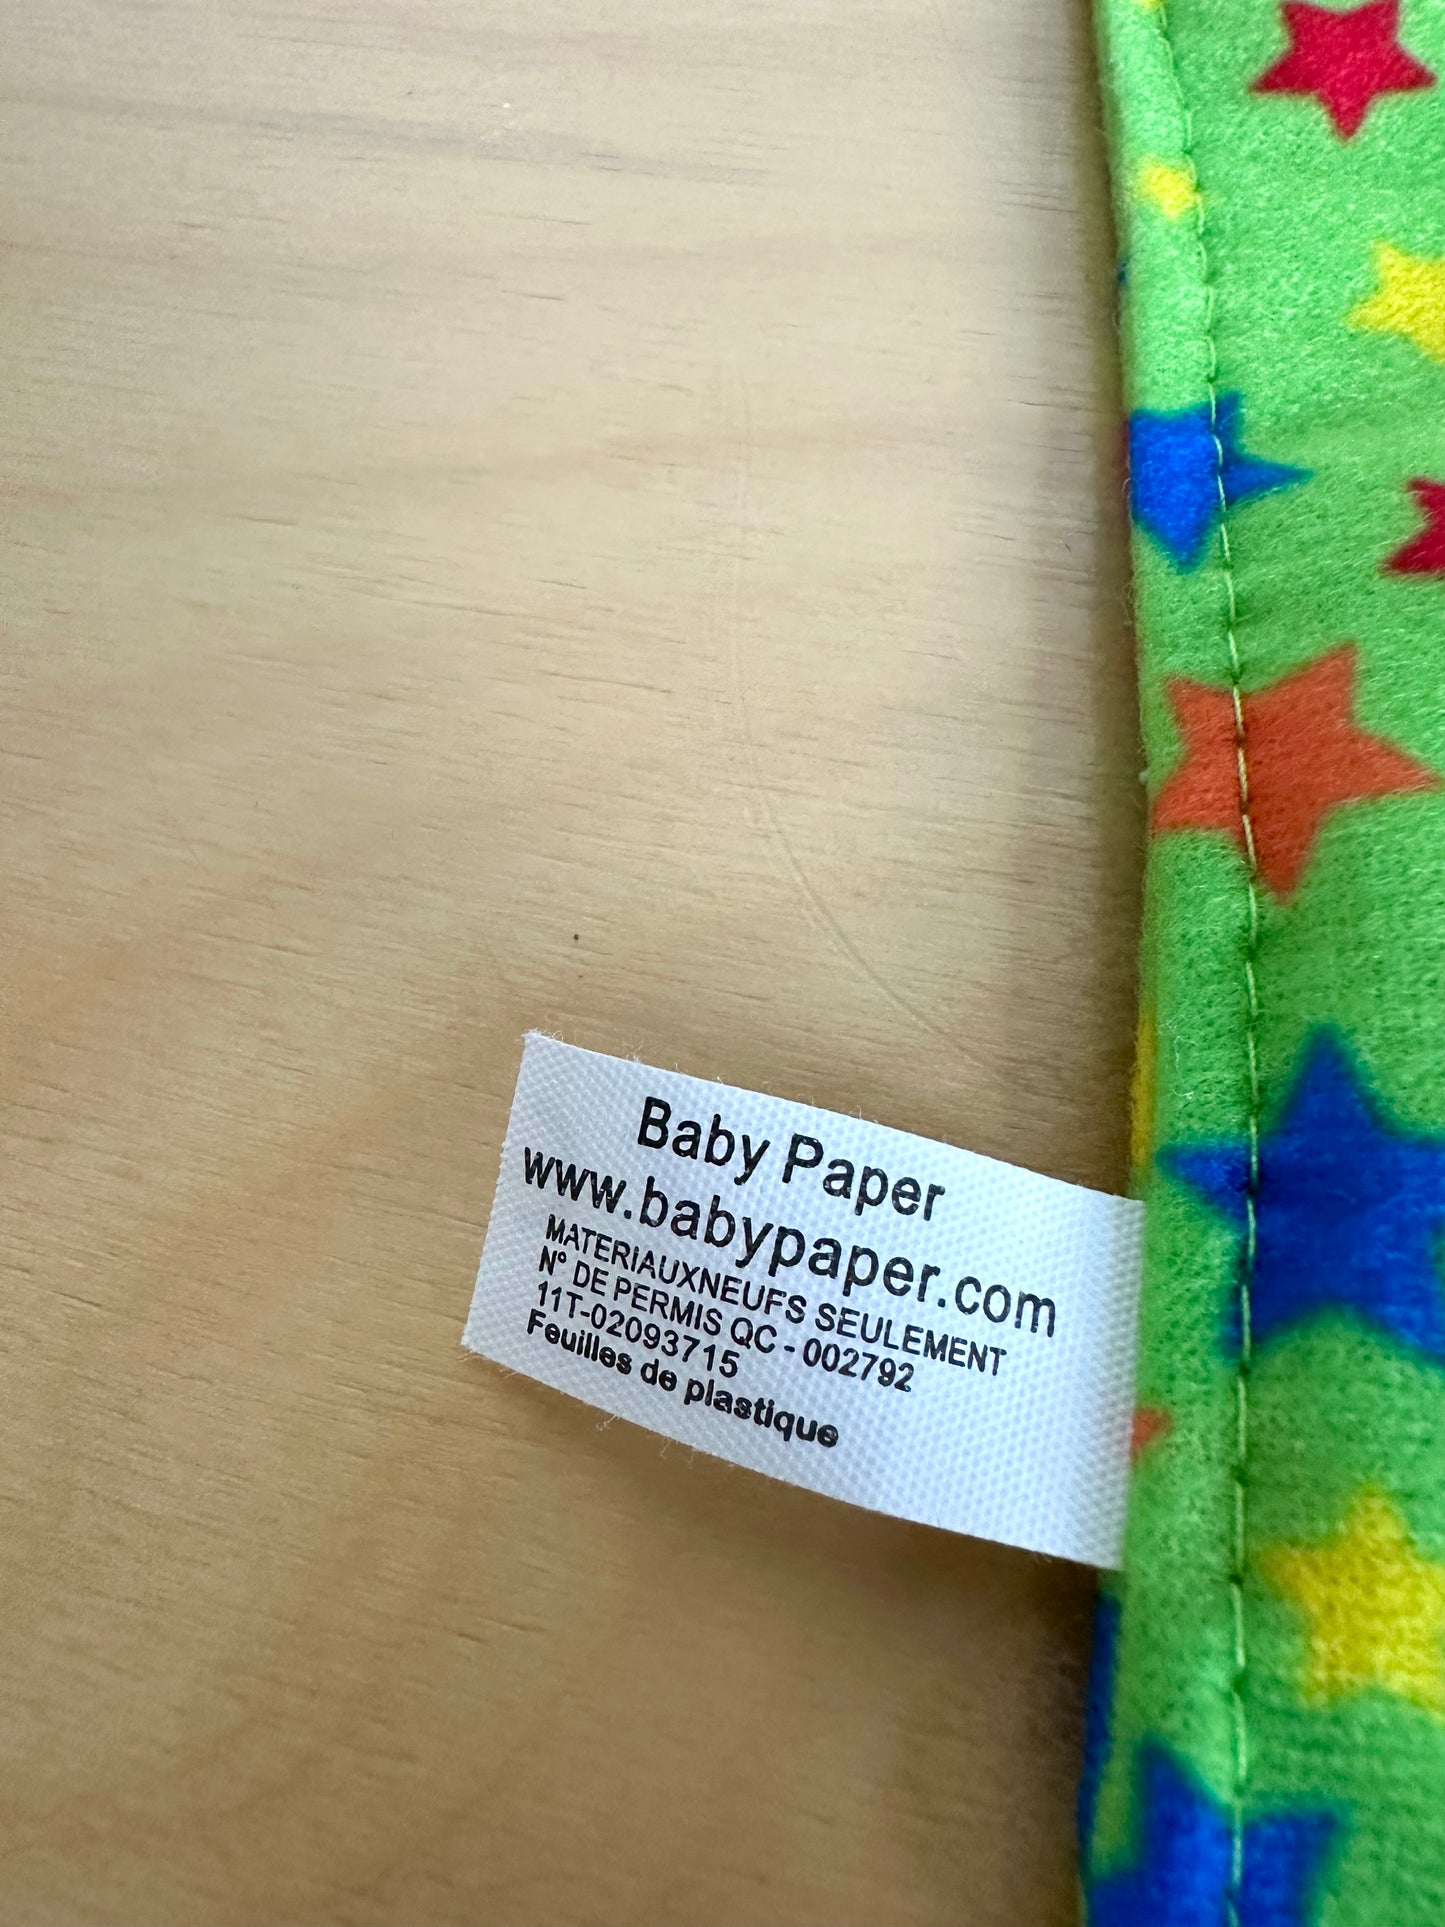 Baby Paper
www.babypaper.com
MATERIAUXNEUFS SEULEMENT
N° DE PERMIS QC - 002792
11T-02093715
Feuilles de plastique